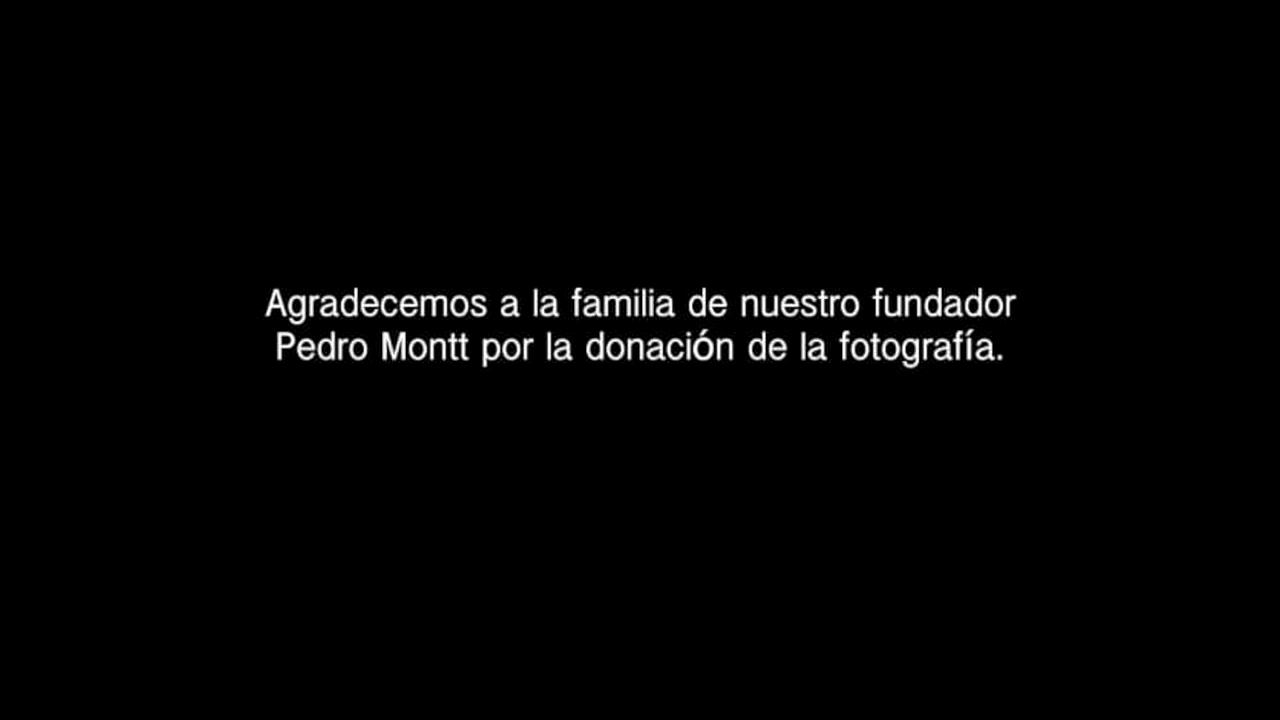 Agradecemos a la familia de nuestro fundador
Pedro Montt por la donación de la fotografía.